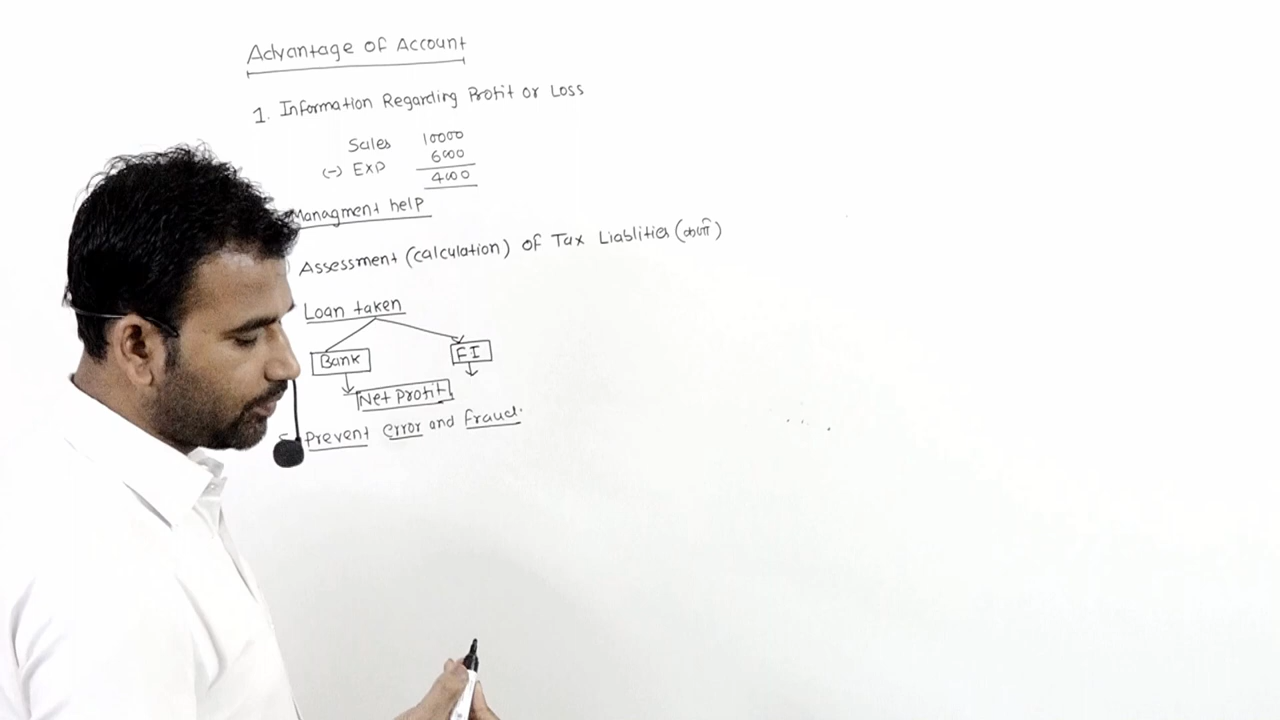 Advantage of Account
1. Information Regarding Profit or Loss
Sales 10000
(-) EXP 6000
4000
Managment help
Assessment (calculation) of Tax Liablities
Loan taken
Bank FI
Net Profit
Prevent error and fraud.